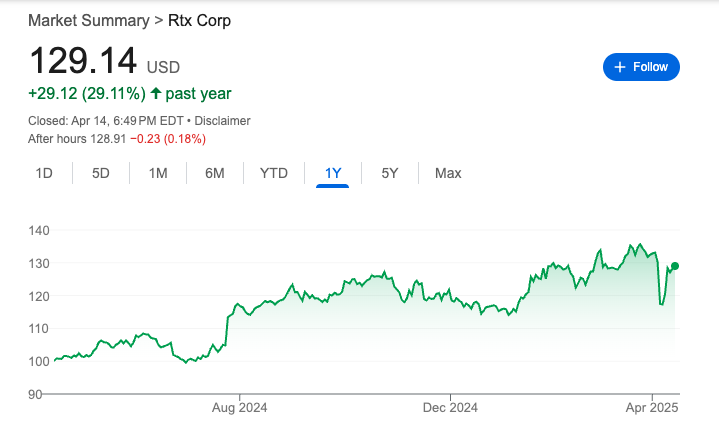 Market Summary > Rtx Corp
129.14 USD
+ Follow
+29.12 (29.11%) ↑ past year
Closed: Apr 14, 6:49 PM EDT • Disclaimer
After hours 128.91 −0.23 (0.18%)
1D 5D 1M 6M YTD 1Y 5Y Max
140
130
120
110
100
90
Aug 2024 Dec 2024 Apr 2025